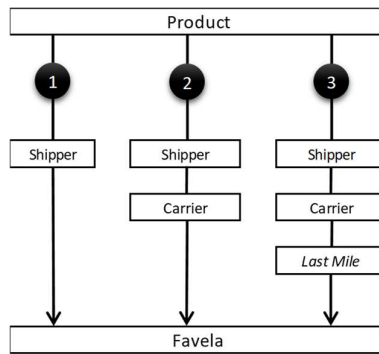 Product
1 2 3
Shipper Shipper Shipper
Carrier Carrier
Last Mile
Favela